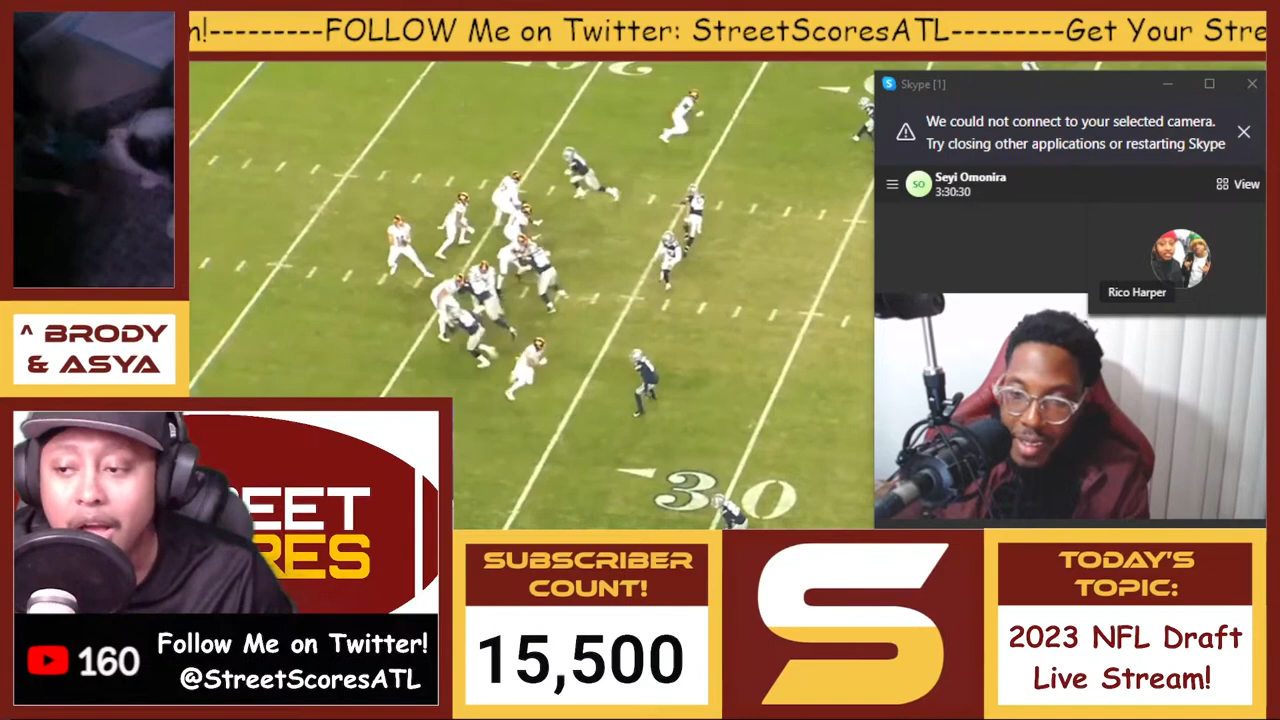 n!---------FOLLOW Me on Twitter: StreetScoresATL---------Get Your Stre
20
Skype [1]
We could not connect to your selected camera.
Try closing other applications or restarting Skype
SO
Seyi Omonira
3:30:30
View
Rico Harper
^ BRODY
& ASYA
EET
RES
30
SUBSCRIBER
COUNT!
15,500
S
TODAY'S
TOPIC:
2023 NFL Draft
Live Stream!
160
Follow Me on Twitter!
@StreetScoresATL